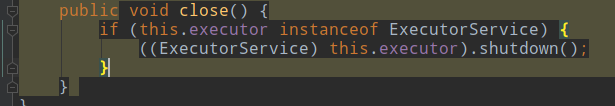 public void close() {
if (this.executor instanceof ExecutorService) {
((ExecutorService) this.executor).shutdown();
}
}
}